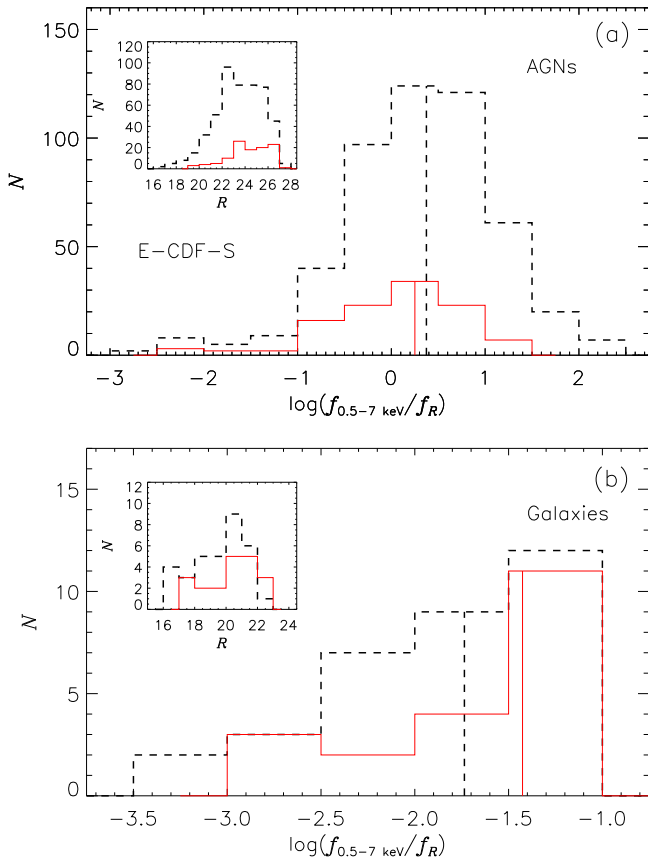 (a)
AGNs
E-CDF-S
N
150
100
50
0
-3 -2 -1 0 1 2
log(f0.5-7 keV/fR)
N
120
100
80
60
40
20
0
16 18 20 22 24 26 28
R
(b)
Galaxies
N
15
10
5
0
-3.5 -3.0 -2.5 -2.0 -1.5 -1.0
log(f0.5-7 keV/fR)
N
12
10
8
6
4
2
0
16 18 20 22 24
R